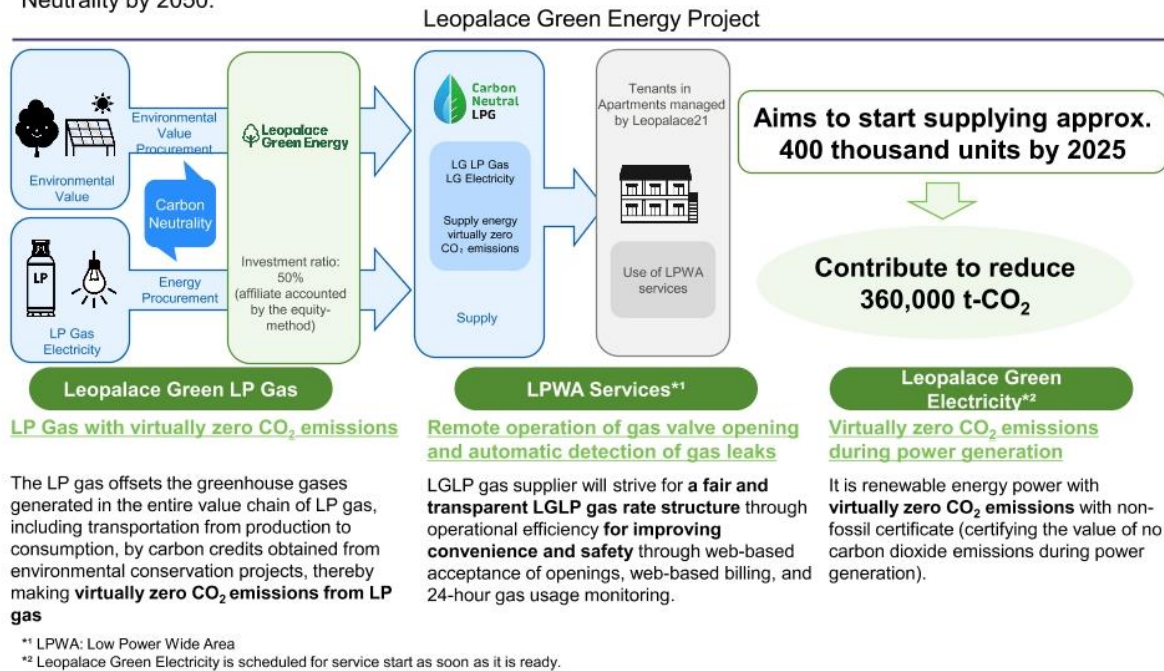 Neutrality by 2050.
Leopalace Green Energy Project
Environmental
Value
Procurement
Environmental
Value
Carbon
Neutrality
LP
Energy
Procurement
LP Gas
Electricity
Leopalace
Green Energy
Investment ratio:
50%
(affiliate accounted
by the equity-
method)
Carbon
Neutral
LPG
LG LP Gas
LG Electricity
Supply energy
virtually zero
CO₂ emissions
Supply
Tenants in
Apartments managed
by Leopalace21
Use of LPWA
services
Aims to start supplying approx.
400 thousand units by 2025
Contribute to reduce
360,000 t-CO₂
Leopalace Green LP Gas
LP Gas with virtually zero CO₂ emissions
The LP gas offsets the greenhouse gases
generated in the entire value chain of LP gas,
including transportation from production to
consumption, by carbon credits obtained from
environmental conservation projects, thereby
making virtually zero CO₂ emissions from LP
gas
LPWA Services*¹
Remote operation of gas valve opening
and automatic detection of gas leaks
LGLP gas supplier will strive for a fair and
transparent LGLP gas rate structure through
operational efficiency for improving
convenience and safety through web-based
acceptance of openings, web-based billing, and
24-hour gas usage monitoring.
Leopalace Green
Electricity*²
Virtually zero CO₂ emissions
during power generation
It is renewable energy power with
virtually zero CO₂ emissions with non-
fossil certificate (certifying the value of no
carbon dioxide emissions during power
generation).
*¹ LPWA: Low Power Wide Area
*² Leopalace Green Electricity is scheduled for service start as soon as it is ready.